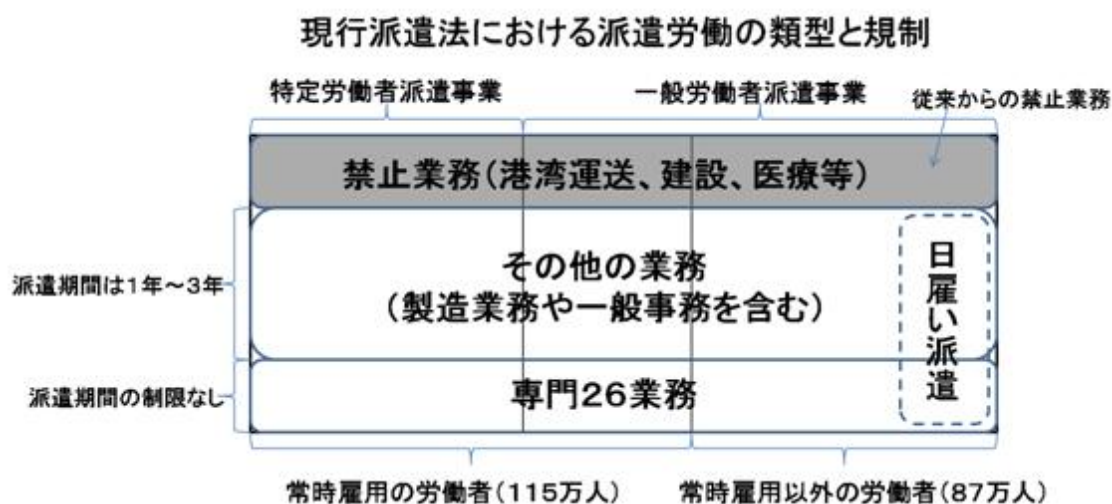 現行派遣法における派遣労働の類型と規制
特定労働者派遣事業
一般労働者派遣事業
従来からの禁止業務
禁止業務(港湾運送、建設、医療等)
派遣期間は1年～3年
その他の業務
(製造業務や一般事務を含む)
日雇い派遣
派遣期間の制限なし
専門26業務
常時雇用の労働者(115万人)
常時雇用以外の労働者(87万人)